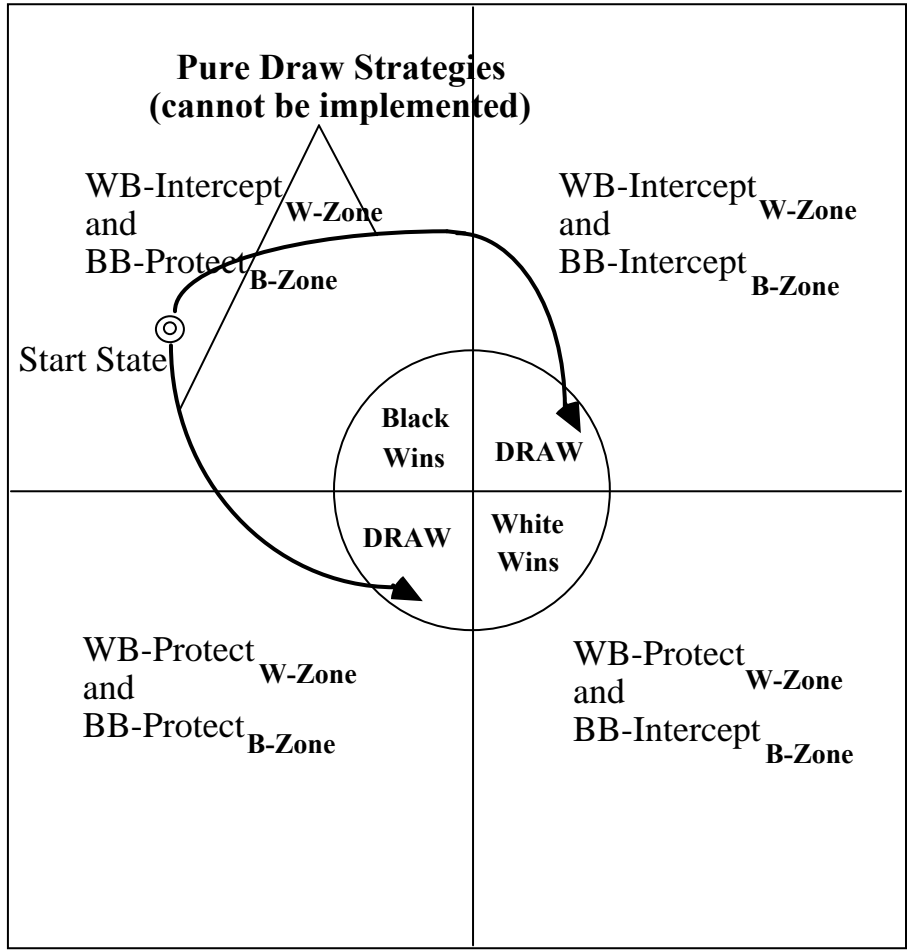 Pure Draw Strategies
(cannot be implemented)
WB-Intercept W-Zone
and
BB-Protect B-Zone
WB-Intercept W-Zone
and
BB-Intercept B-Zone
Start State
Black
Wins
DRAW
DRAW
White
Wins
WB-Protect W-Zone
and
BB-Protect B-Zone
WB-Protect W-Zone
and
BB-Intercept B-Zone